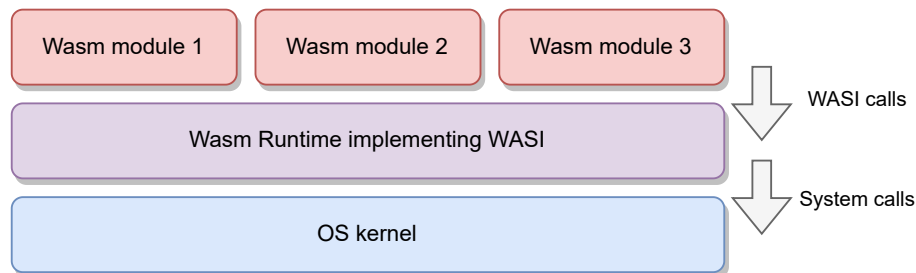 Wasm module 1
Wasm module 2
Wasm module 3
WASI calls
Wasm Runtime implementing WASI
System calls
OS kernel